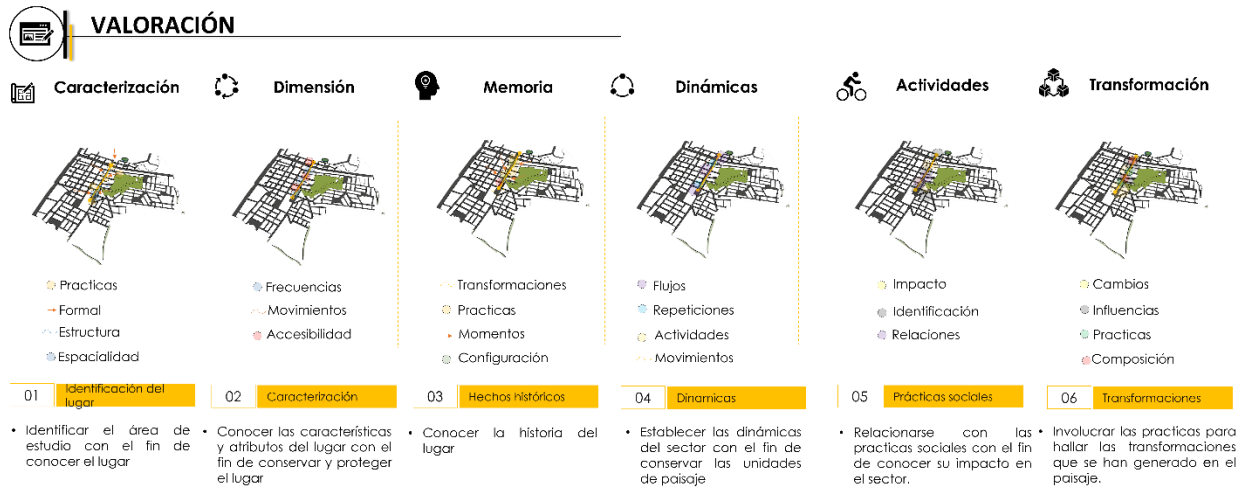 VALORACIÓN
Caracterización
Dimensión
Memoria
Dinámicas
Actividades
Transformación
Practicas
Formal
Estructura
Espacialidad
Frecuencias
Movimientos
Accesibilidad
Transformaciones
Practicas
Momentos
Configuración
Flujos
Repeticiones
Actividades
Movimientos
Impacto
Identificación
Relaciones
Cambios
Influencias
Practicas
Composición
01
Identificación del
lugar
02
Caracterización
03
Hechos históricos
04
Dinamicas
05
Prácticas sociales
06
Transformaciones
• Identificar el área de
estudio con el fin de
conocer el lugar
• Conocer las características
y atributos del lugar con el
fin de conservar y proteger
el lugar
• Conocer la historia del
lugar
• Establecer las dinámicas
del sector con el fin de
conservar las unidades
de paisaje
• Relacionarse con las
practicas sociales con el fin
de conocer su impacto en
el sector.
• Involucrar las practicas para
hallar las transformaciones
que se han generado en el
paisaje.